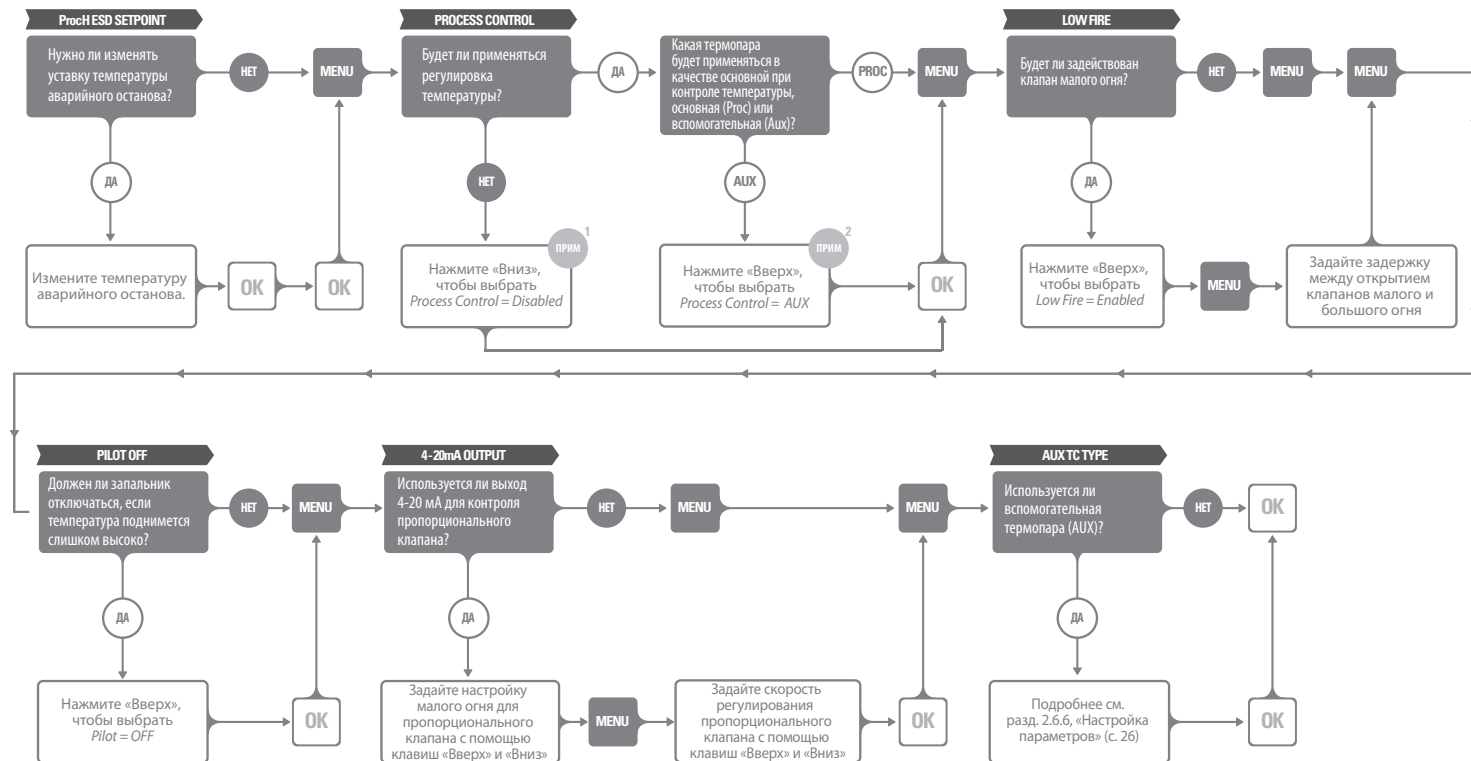 ProcH ESD SETPOINT
Нужно ли изменять
уставку температуры
аварийного останова?
НЕТ
MENU
ДА
Измените температуру
аварийного останова.
OK
OK
PROCESS CONTROL
Будет ли применяться
регулировка
температуры?
ДА
НЕТ
ПРИМ 1
Нажмите «Вниз»,
чтобы выбрать
Process Control = Disabled
Какая термопара
будет применяться в
качестве основной при
контроле температуры,
основная (Proc) или
вспомогательная (Aux)?
PROC
MENU
AUX
ПРИМ 2
Нажмите «Вверх»,
чтобы выбрать
Process Control = AUX
OK
LOW FIRE
Будет ли задействован
клапан малого огня?
НЕТ
MENU
MENU
ДА
Нажмите «Вверх»,
чтобы выбрать
Low Fire = Enabled
MENU
Задайте задержку
между открытием
клапанов малого и
большого огня
PILOT OFF
Должен ли запальник
отключаться, если
температура поднимется
слишком высоко?
НЕТ
MENU
ДА
Нажмите «Вверх»,
чтобы выбрать
Pilot = OFF
OK
4-20mA OUTPUT
Используется ли выход
4-20 мА для контроля
пропорционального
клапана?
НЕТ
MENU
MENU
ДА
Задайте настройку
малого огня для
пропорционального
клапана с помощью
клавиш «Вверх» и «Вниз»
MENU
Задайте скорость
регулирования
пропорционального
клапана с помощью
клавиш «Вверх» и «Вниз»
OK
AUX TC TYPE
Используется ли
вспомогательная
термопара (AUX)?
НЕТ
OK
ДА
Подробнее см.
разд. 2.6.6, «Настройка
параметров» (с. 26)
OK